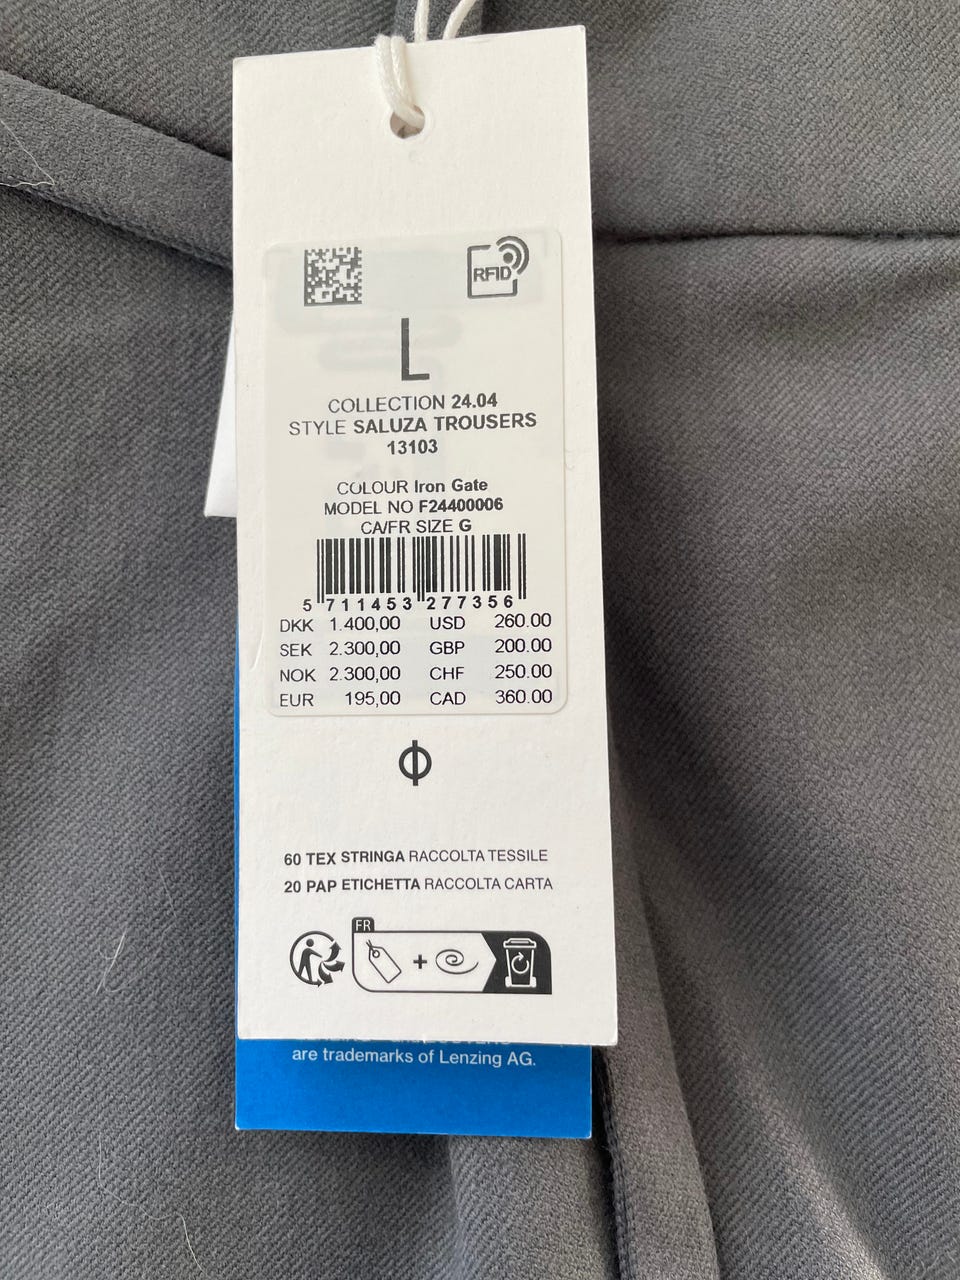 RFID
L
COLLECTION 24.04
STYLE SALUZA TROUSERS
13103
COLOUR Iron Gate
MODEL NO F24400006
CA/FR SIZE G
5 711453 277356
DKK 1.400,00 USD 260.00
SEK 2.300,00 GBP 200.00
NOK 2.300,00 CHF 250.00
EUR 195,00 CAD 360.00
60 TEX STRINGA RACCOLTA TESSILE
20 PAP ETICHETTA RACCOLTA CARTA
FR
+
are trademarks of Lenzing AG.